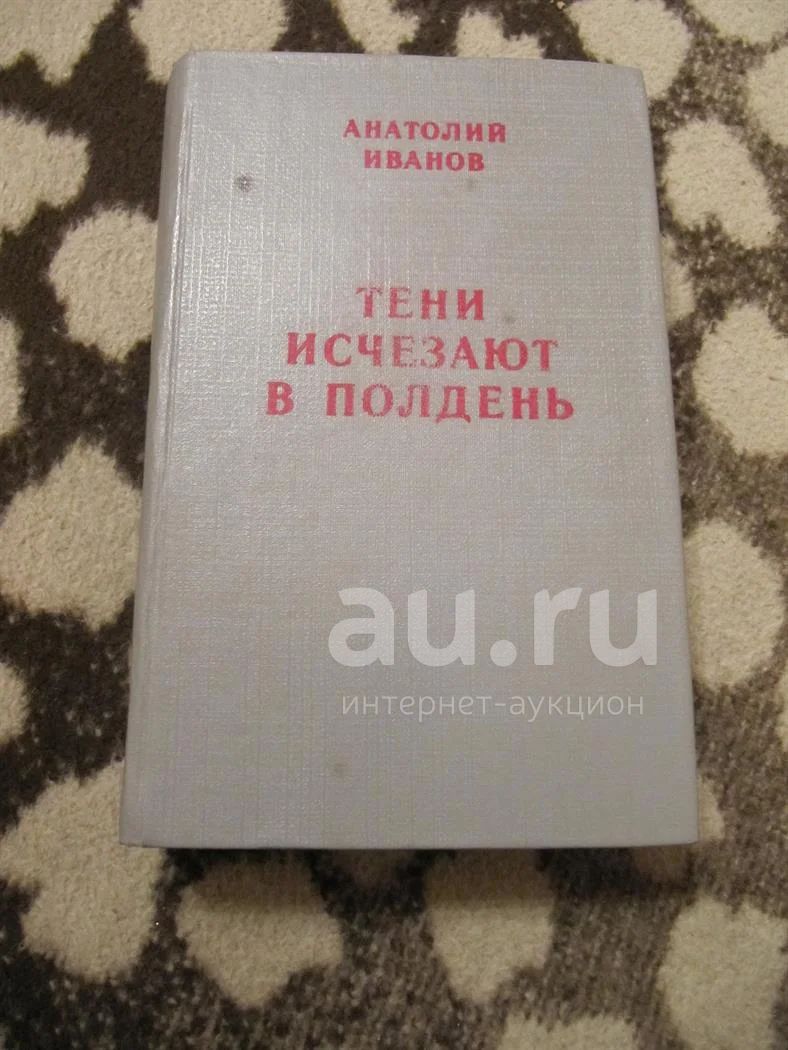 АНАТОЛИЙ
ИВАНОВ
ТЕНИ
ИСЧЕЗАЮТ
В ПОЛДЕНЬ
au.ru
интернет-аукцион